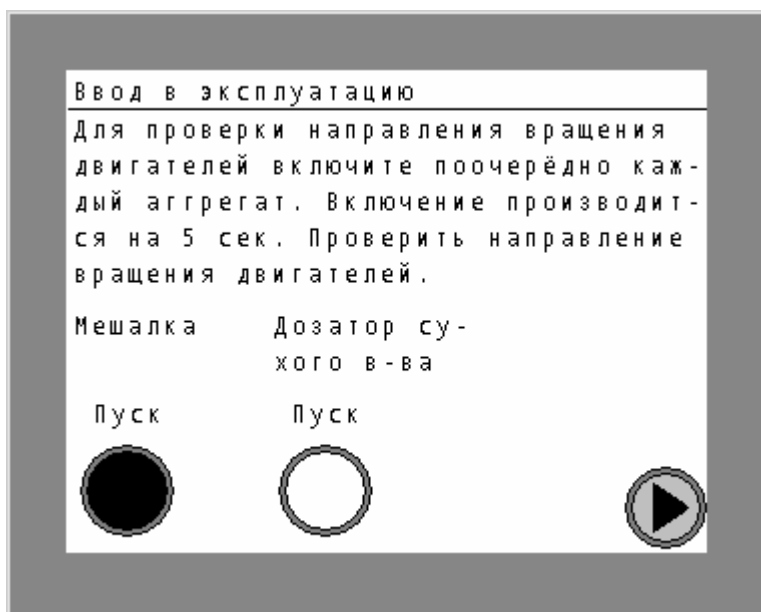 Ввод в эксплуатацию
Для проверки направления вращения
двигателей включите поочерёдно каж-
дый аггрегат. Включение производит-
ся на 5 сек. Проверить направление
вращения двигателей.
Мешалка Дозатор су-
хого в-ва
Пуск Пуск